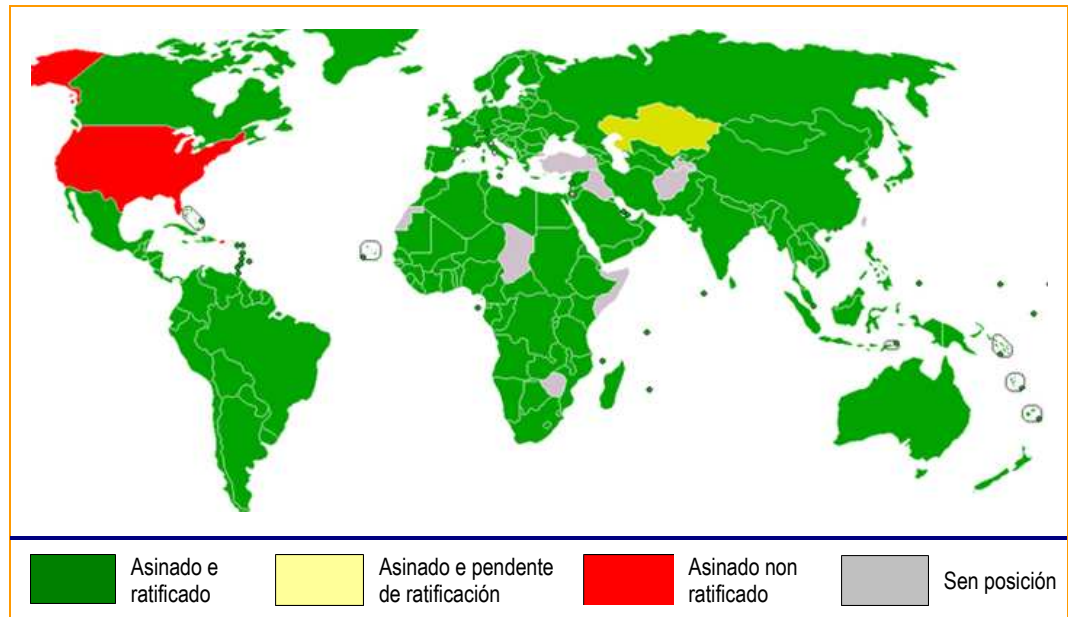 Asinado e
ratificado
Asinado e pendente
de ratificación
Asinado non
ratificado
Sen posición